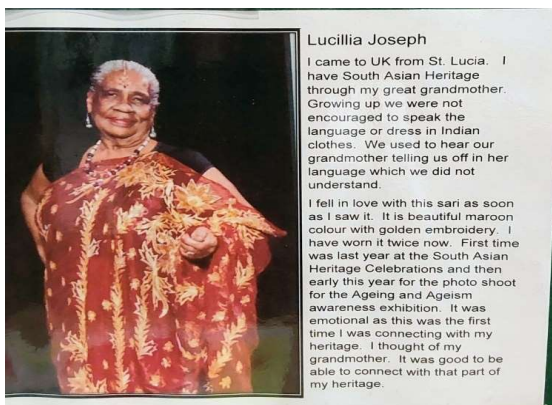 Lucillia Joseph
I came to UK from St. Lucia. I
have South Asian Heritage
through my great grandmother.
Growing up we were not
encouraged to speak the
language or dress in Indian
clothes. We used to hear our
grandmother telling us off in her
language which we did not
understand.
I fell in love with this sari as soon
as I saw it. It is beautiful maroon
colour with golden embroidery. I
have worn it twice now. First time
was last year at the South Asian
Heritage Celebrations and then
early this year for the photo shoot
for the Ageing and Ageism
awareness exhibition. It was
emotional as this was the first
time I was connecting with my
heritage. I thought of my
grandmother. It was good to be
able to connect with that part of
my heritage.